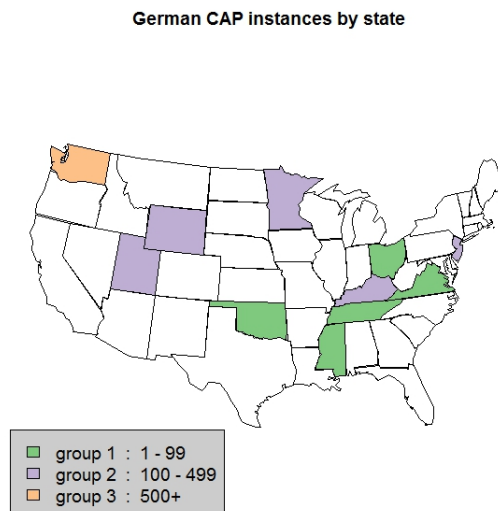 German CAP instances by state
group 1 : 1 - 99
group 2 : 100 - 499
group 3 : 500+